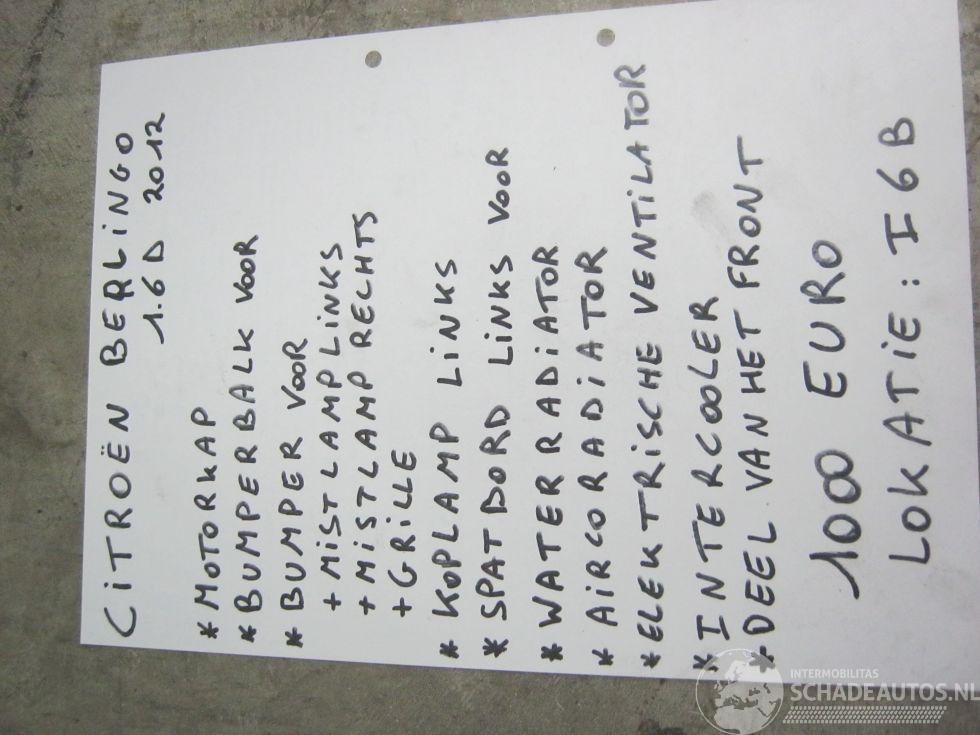 CiTROËN BERLINGO
1.6D 2012
* MOTORKAP
* BUMPERBALK VOOR
* BUMPER VOOR
+ MiSTLAMP LiNKS
+ MiSTLAMP RECHTS
+ GRiLLE
* KOPLAMP LiNKS
* SPATBORD LiNKS VOOR
* WATERRADiATOR
* AiRCORADiATOR
* ELEKTRiSCHE VENTiLATOR
* INTERCOOLER
* DEEL VAN HET FRONT
100 EURO
LOKATiE: I6B
INTERMOBILITAS
SCHADEAUTOS.NL